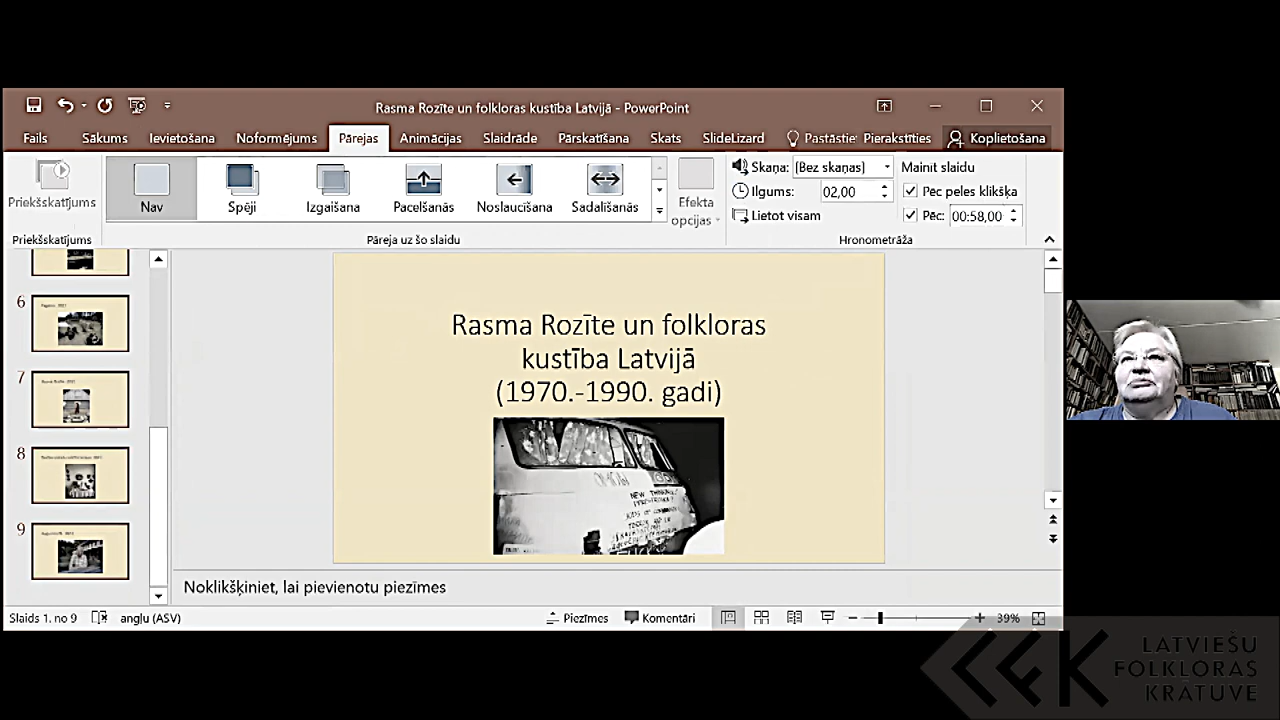 Rasma Rozīte un folkloras kustība Latvijā - PowerPoint
Fails Sākums Ievietošana Noformējums Pārejas Animācijas Slaidrāde Pārskatīšana Skats SlideLizard Pastāstie: Pierakstīties Koplietošana
Priekšskatījums
Nav Spēji Izgaišana Pacelšanās Noslaucīšana Sadalīšanās
Efekta
opcijas
Skaņa: [Bez skaņas]
Ilgums: 02,00
Lietot visam
Mainīt slaidu
Pēc peles klikšķa
Pēc: 00:58,00
Priekšskatījums Pāreja uz šo slaidu Hronometrāža
6
7
8
9
Rasma Rozīte un folkloras
kustība Latvijā
(1970.-1990. gadi)
NEW THINKING?
Noklikšķiniet, lai pievienotu piezīmes
Slaids 1. no 9 angļu (ASV) Piezīmes Komentāri 39%
LATVIEŠU
FOLKLORAS
KRĀTUVE